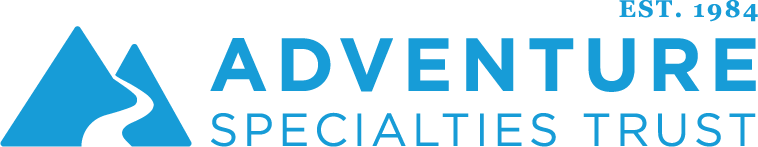 EST. 1984
ADVENTURE
SPECIALTIES TRUST